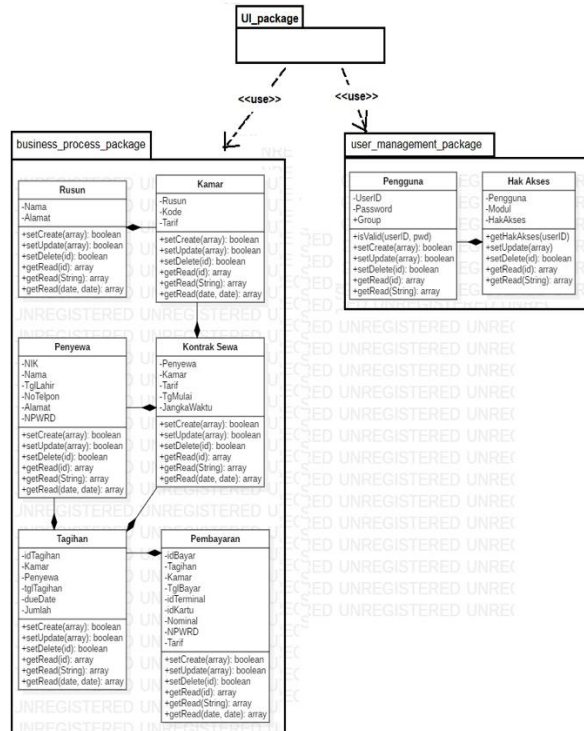 UI_package
<<use>>
<<use>>
business_process_package
Rusun
-Nama
-Alamat
+setCreate(array): boolean
+setUpdate(array): boolean
+setDelete(id): boolean
+getRead(id): array
+getRead(String): array
+getRead(date, date): array
Kamar
-Rusun
-Kode
-Tarif
+setCreate(array): boolean
+setUpdate(array): boolean
+setDelete(id): boolean
+getRead(id): array
+getRead(String): array
+getRead(date, date): array
Penyewa
-NIK
-Nama
-TglLahir
-NoTelpon
-Alamat
-NPWRD
+setCreate(array): boolean
+setUpdate(array): boolean
+setDelete(id): boolean
+getRead(id): array
+getRead(String): array
+getRead(date, date): array
Kontrak Sewa
-Penyewa
-Kamar
-Tarif
-TgMulai
-JangkaWaktu
+setCreate(array): boolean
+setUpdate(array): boolean
+setDelete(id): boolean
+getRead(id): array
+getRead(String): array
+getRead(date, date): array
Tagihan
-idTagihan
-Kamar
-Penyewa
-tglTagihan
-dueDate
-Jumlah
+setCreate(array): boolean
+setUpdate(array): boolean
+setDelete(id): boolean
+getRead(id): array
+getRead(String): array
+getRead(date, date): array
Pembayaran
-idBayar
-Tagihan
-Kamar
-TglBayar
-idTerminal
-idKartu
-Nominal
-NPWRD
-Tarif
+setCreate(array): boolean
+setUpdate(array): boolean
+setDelete(id): boolean
+getRead(id): array
+getRead(String): array
+getRead(date, date): array
user_management_package
Pengguna
-UserID
-Password
+Group
+isValid(userID, pwd)
+setCreate(array): boolean
+setUpdate(array): boolean
+setDelete(id): boolean
+getRead(id): array
+getRead(String): array
Hak Akses
-Pengguna
-Modul
-HakAkses
+getHakAkses(userID)
+setUpdate(array)
+setDelete(id): boolean
+getRead(id): array
+getRead(String): array
UNREGISTERED UNREGISTERED UNREG